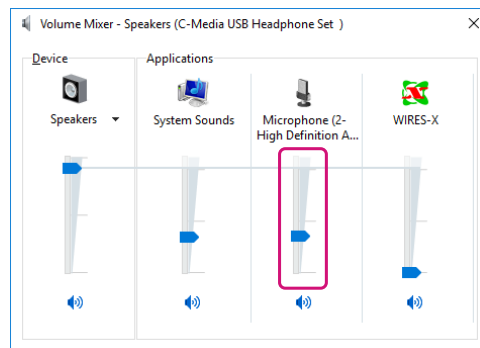 Volume Mixer - Speakers (C-Media USB Headphone Set )
Device
Applications
Speakers
System Sounds
Microphone (2-
High Definition A...
WIRES-X